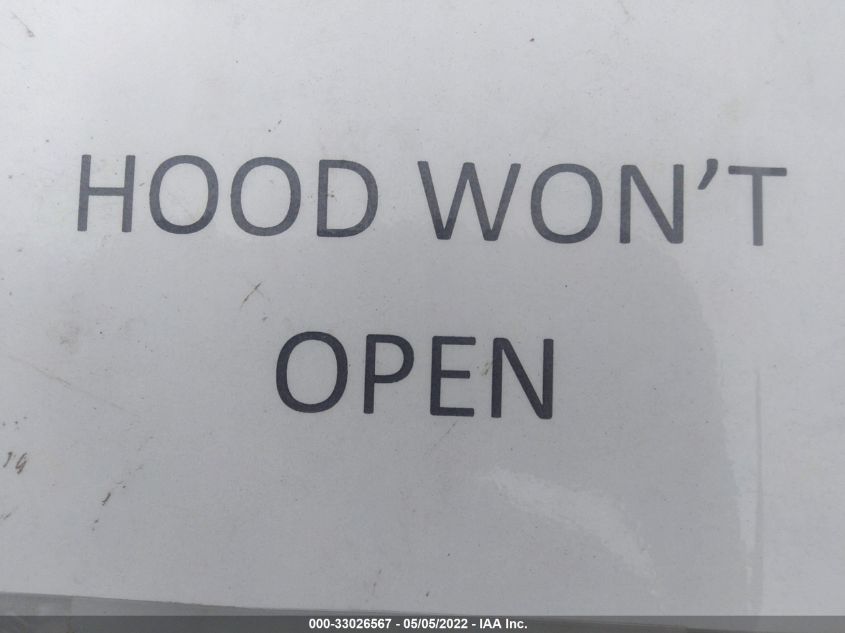 HOOD WON'T
OPEN
000-33026567 - 05/05/2022 - IAA Inc.